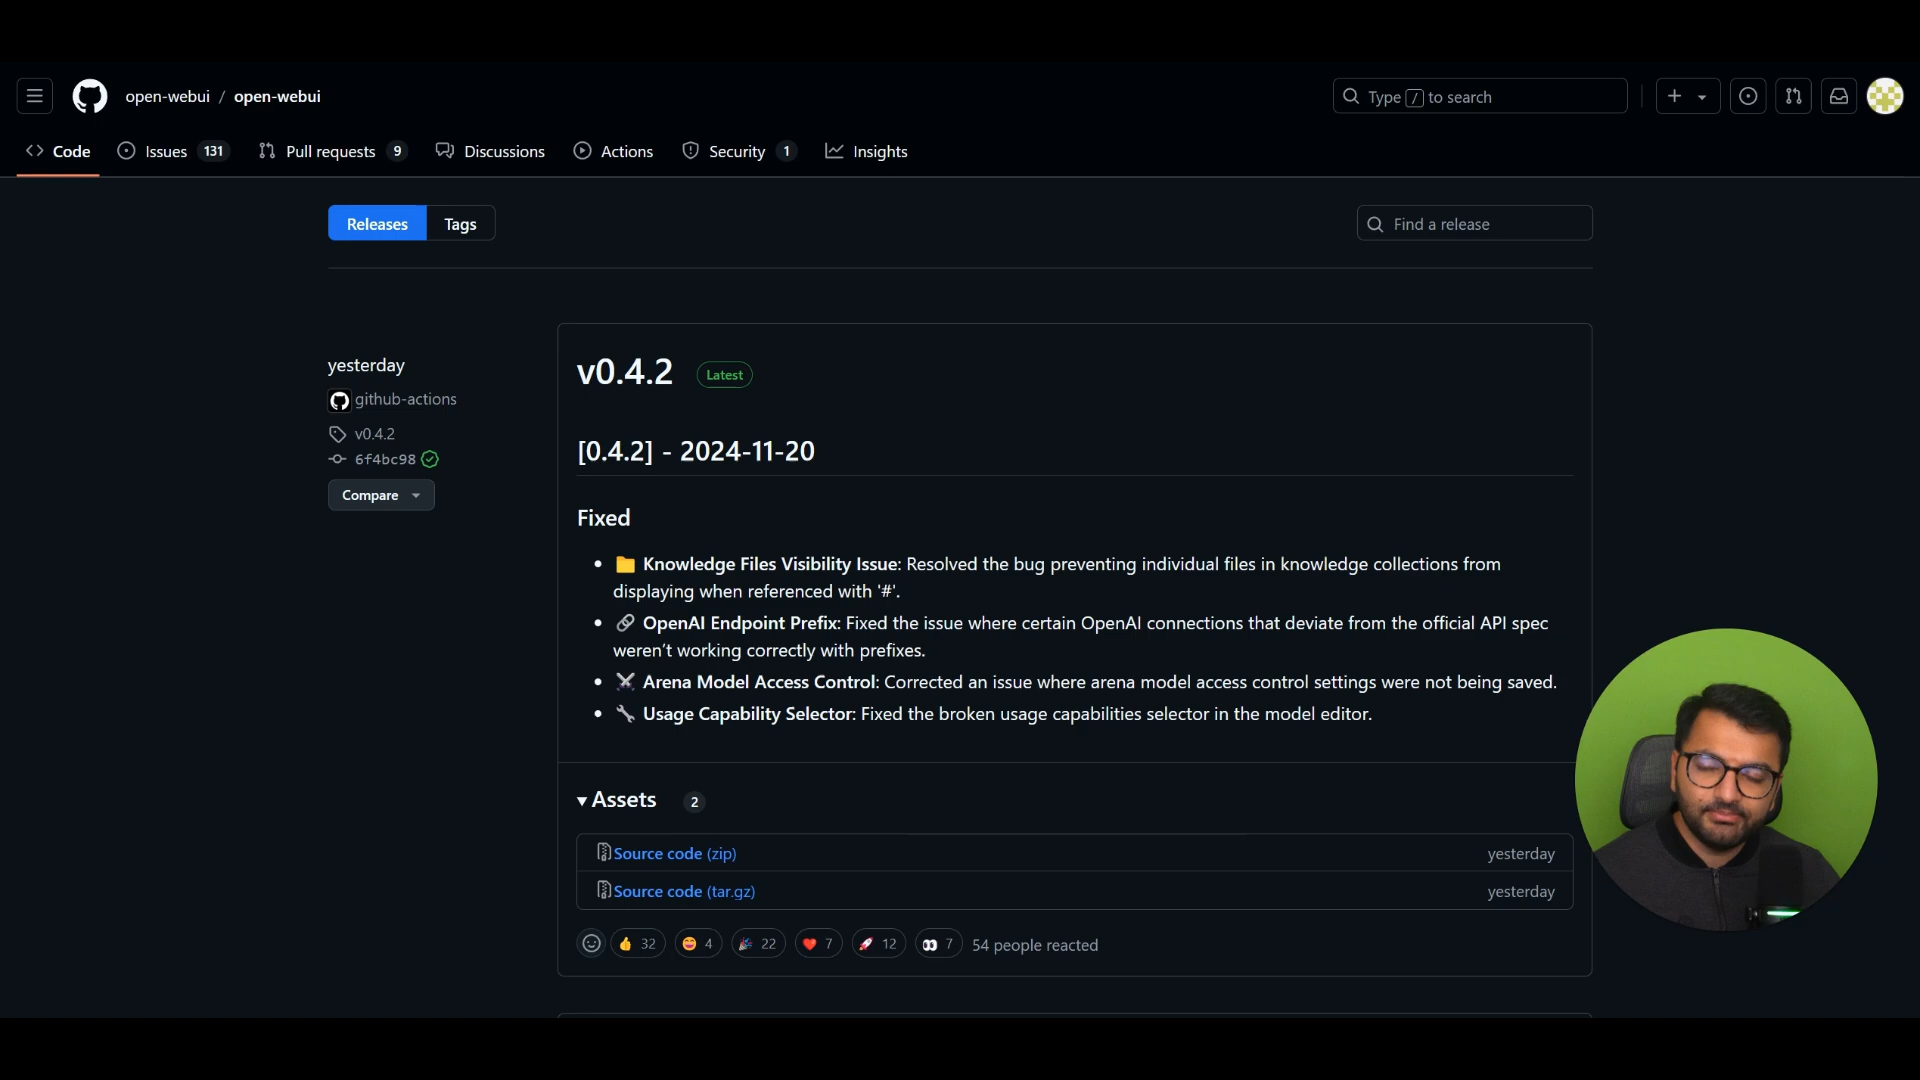 open-webui / open-webui
Type / to search
Code
Issues 131
Pull requests 9
Discussions
Actions
Security 1
Insights
Releases
Tags
Find a release
yesterday
github-actions
v0.4.2
6f4bc98
Compare
v0.4.2 Latest
[0.4.2] - 2024-11-20
Fixed
Knowledge Files Visibility Issue: Resolved the bug preventing individual files in knowledge collections from
displaying when referenced with '#'.
OpenAI Endpoint Prefix: Fixed the issue where certain OpenAI connections that deviate from the official API spec
weren’t working correctly with prefixes.
Arena Model Access Control: Corrected an issue where arena model access control settings were not being saved.
Usage Capability Selector: Fixed the broken usage capabilities selector in the model editor.
Assets 2
Source code (zip) yesterday
Source code (tar.gz) yesterday
32 4 22 7 12 7 54 people reacted